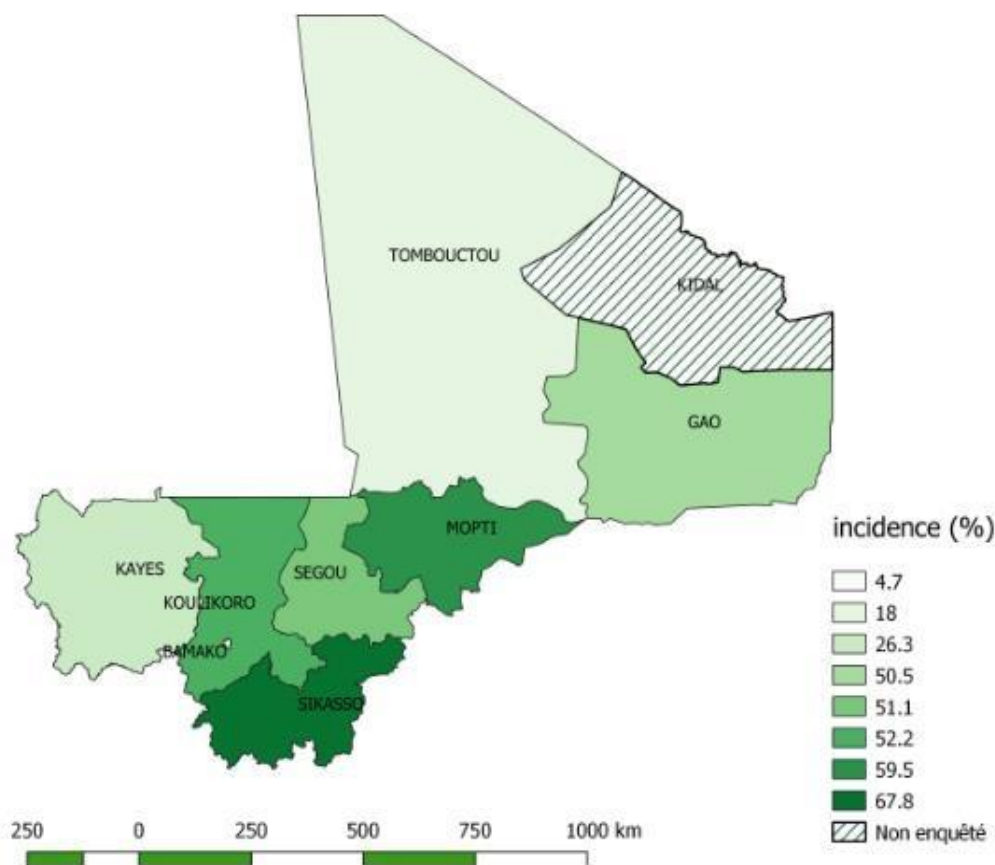 TOMBOUCTOU
KIDAL
GAO
MOPTI
KAYES
SEGOU
KOULIKORO
BAMAKO
SIKASSO
incidence (%)
4.7
18
26.3
50.5
51.1
52.2
59.5
67.8
Non enquêté
250 0 250 500 750 1000 km